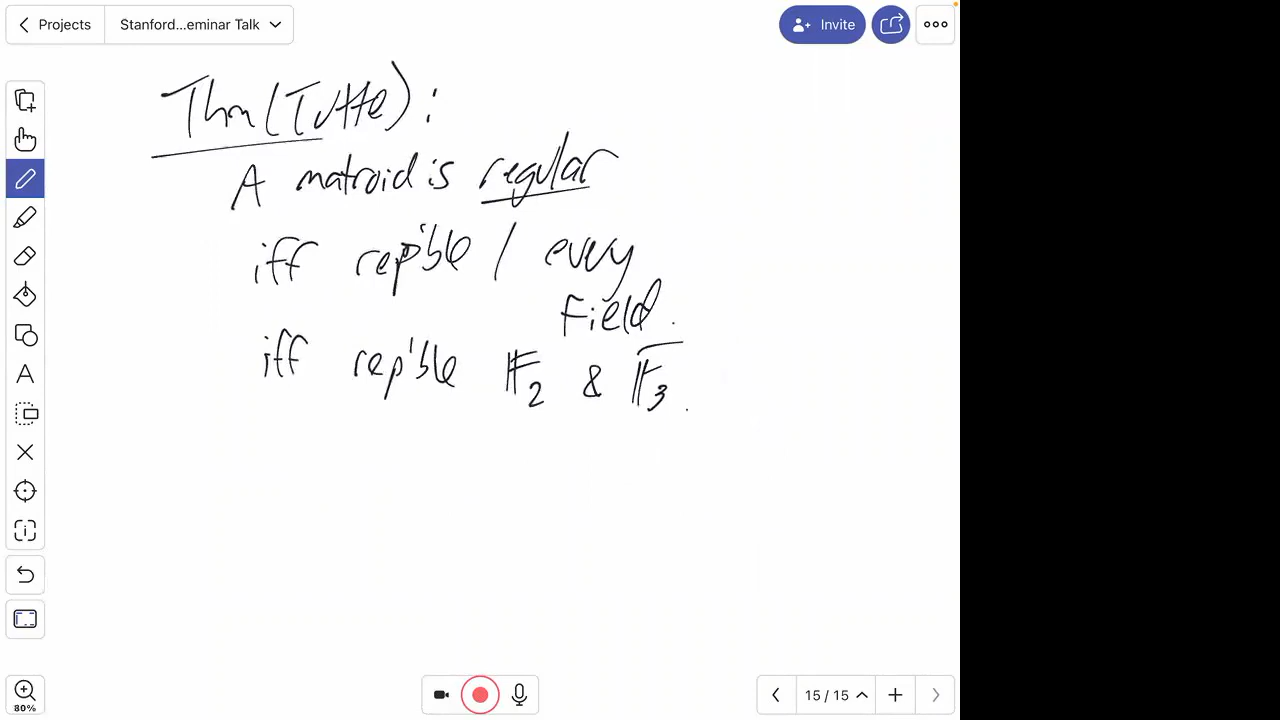 Projects
Stanford...eminar Talk
Invite
Thm (Tutte):
A matroid is regular
iff rep'ble / every
field.
iff rep'ble 𝔽₂ & 𝔽₃.
A
80%
15 / 15